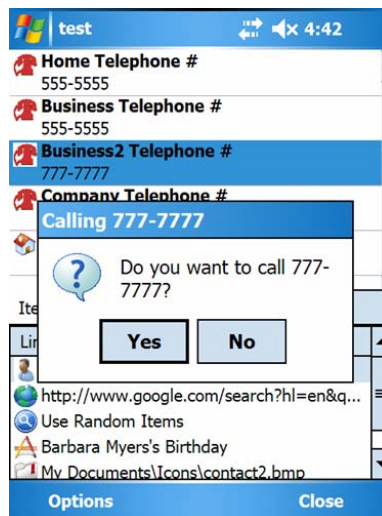 test 4:42
Home Telephone #
555-5555
Business Telephone #
555-5555
Business2 Telephone #
777-7777
Company Telephone #
Calling 777-7777
Do you want to call 777-
7777?
Yes No
http://www.google.com/search?hl=en&q...
Use Random Items
Barbara Myers's Birthday
My Documents\Icons\contact2.bmp
Options Close